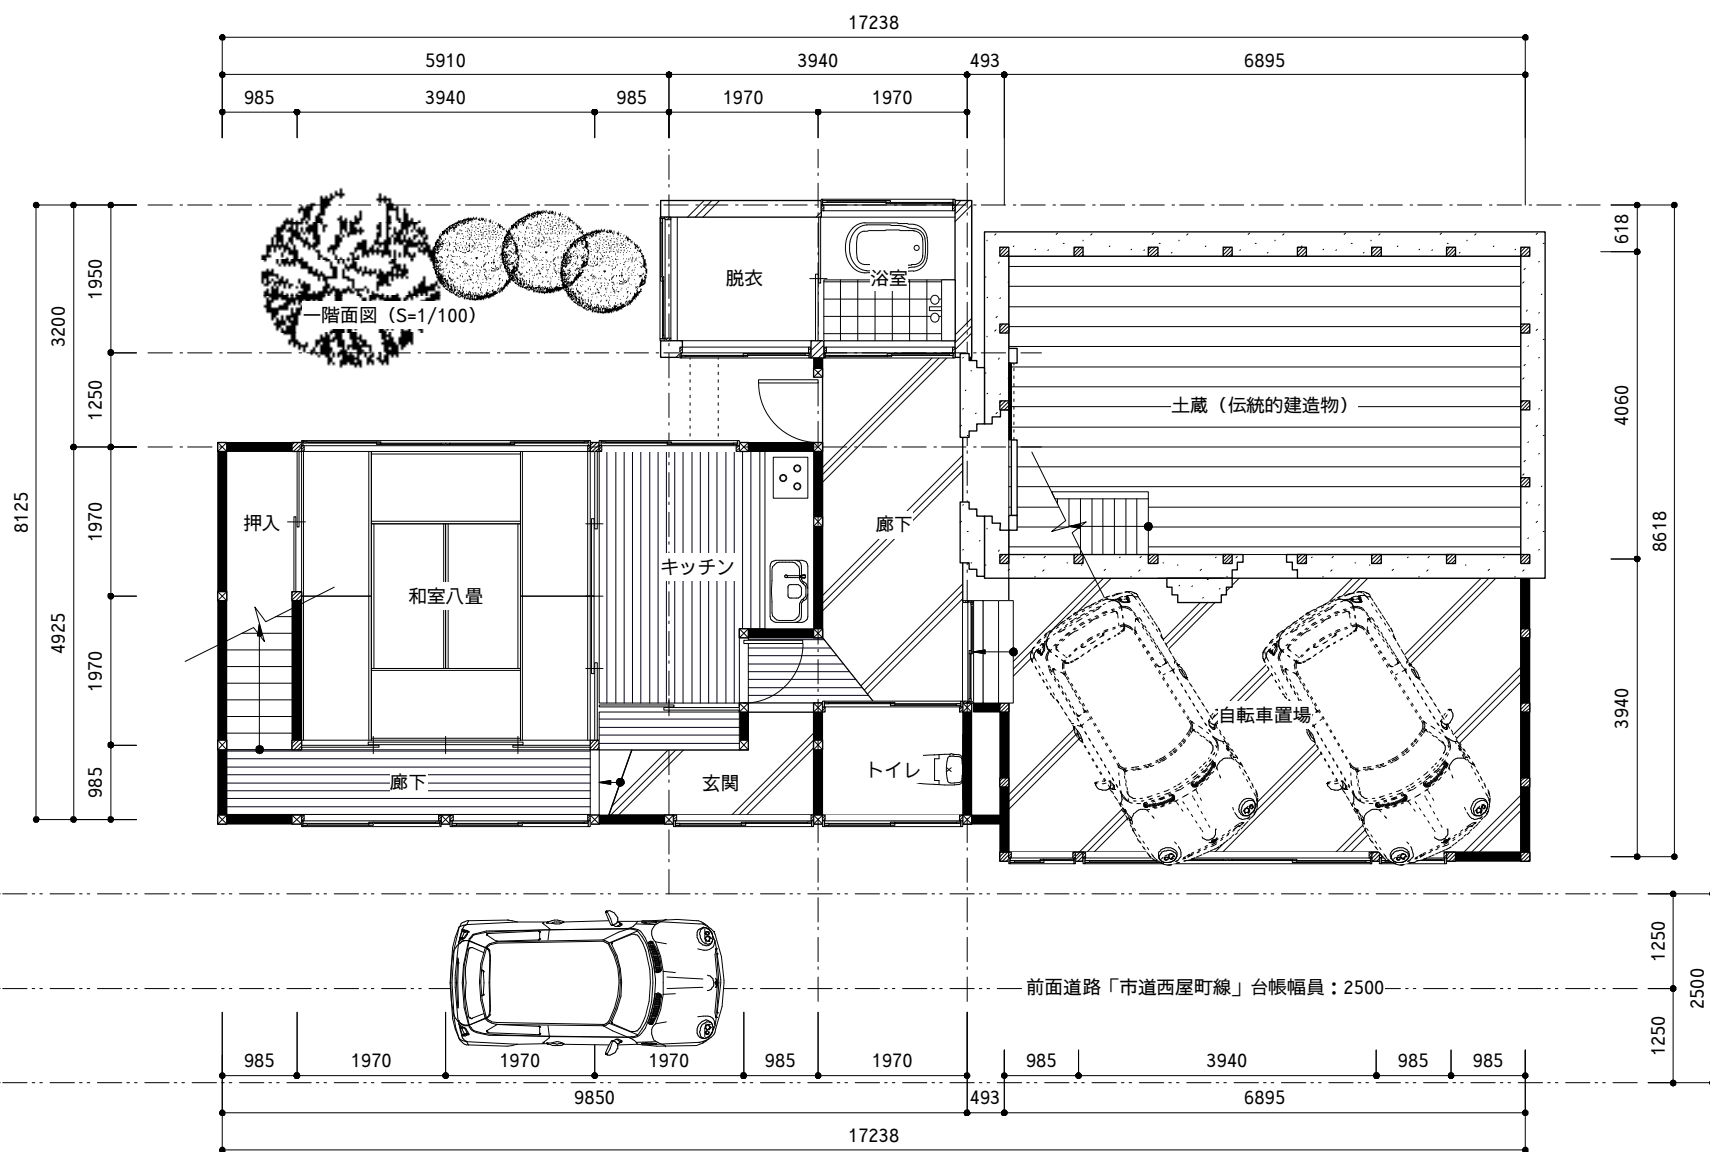 17238
5910 3940 493 6895
985 3940 985 1970 1970
脱衣
浴室
一階面図（S=1/100）
土蔵（伝統的建造物）
押入
廊下
キッチン
和室八畳
自転車置場
廊下
玄関
トイレ
8125
3200
4925
1950
1250
1970
1970
985
618
4060
3940
8618
1250
1250
2500
前面道路「市道西屋町線」台帳幅員：2500
985 1970 1970 1970 985 1970 985 3940 985 985
9850 493 6895
17238